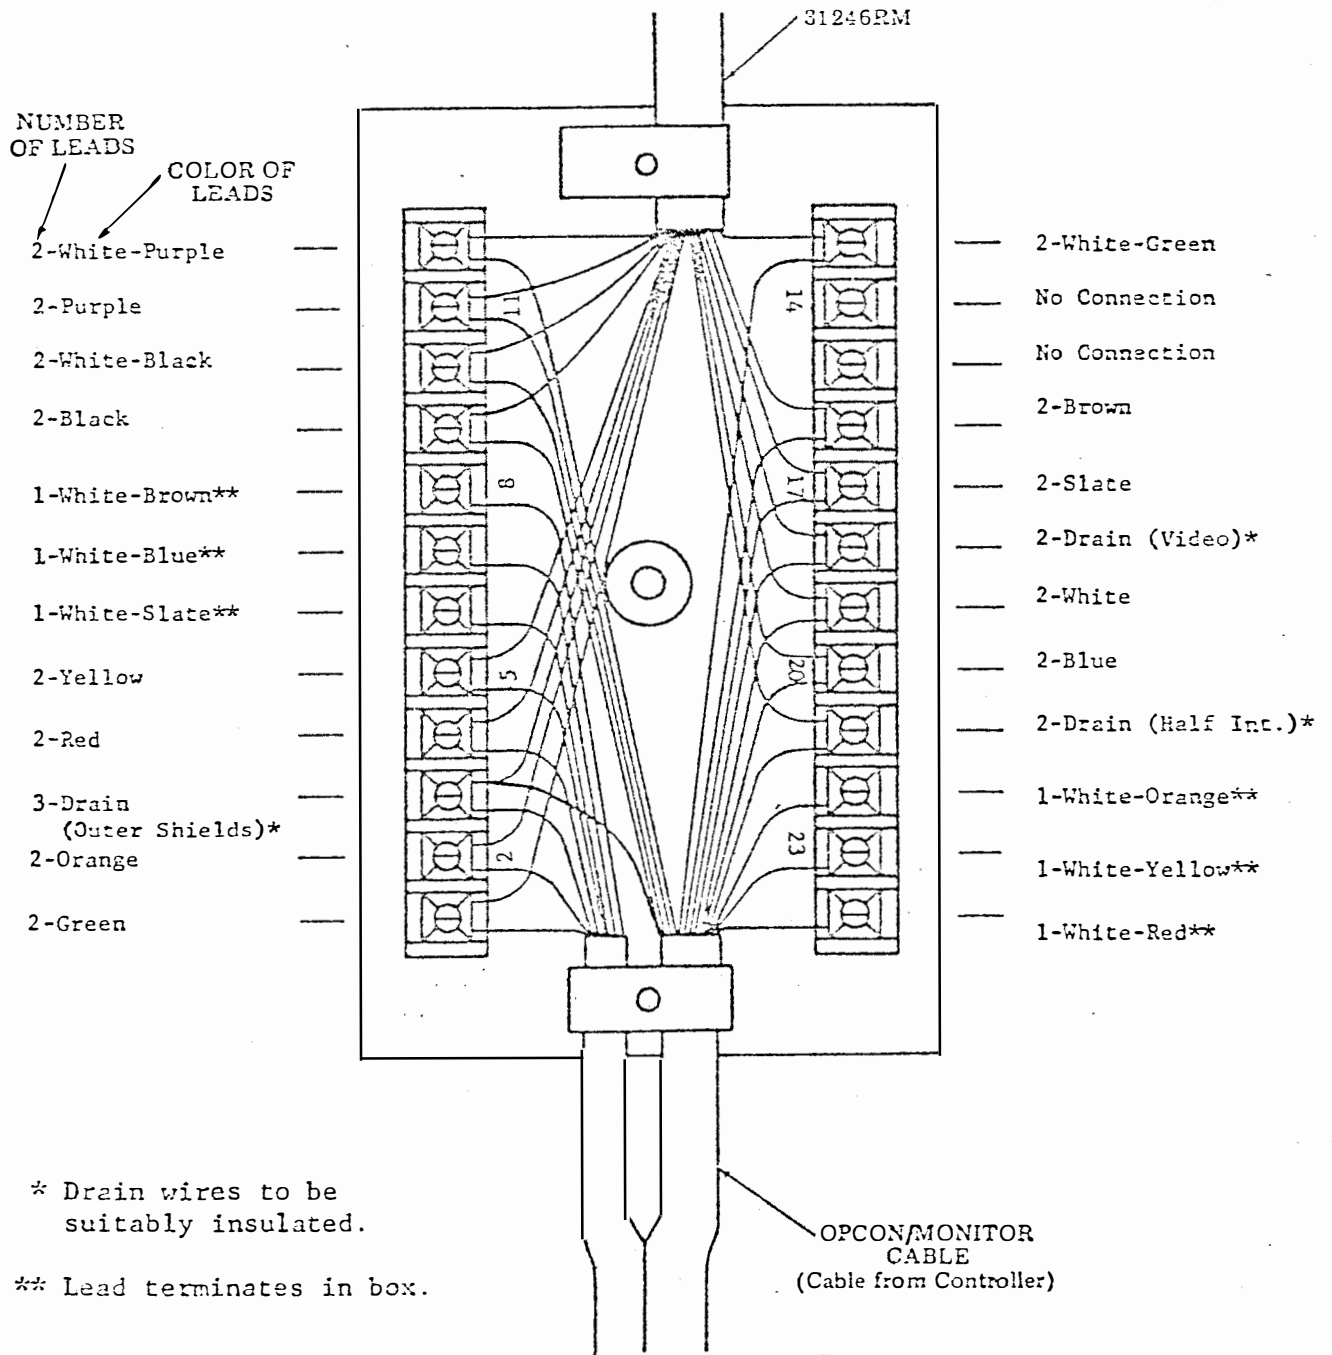 31246RM
NUMBER
OF LEADS
COLOR OF
LEADS
2-White-Purple
2-Purple
2-White-Black
2-Black
1-White-Brown**
1-White-Blue**
1-White-Slate**
2-Yellow
2-Red
3-Drain
(Outer Shields)*
2-Orange
2-Green
11
8
5
2
14
17
20
23
2-White-Green
No Connection
No Connection
2-Brown
2-Slate
2-Drain (Video)*
2-White
2-Blue
2-Drain (Half Int.)*
1-White-Orange**
1-White-Yellow**
1-White-Red**
* Drain wires to be
suitably insulated.
** Lead terminates in box.
OPCON/MONITOR
CABLE
(Cable from Controller)